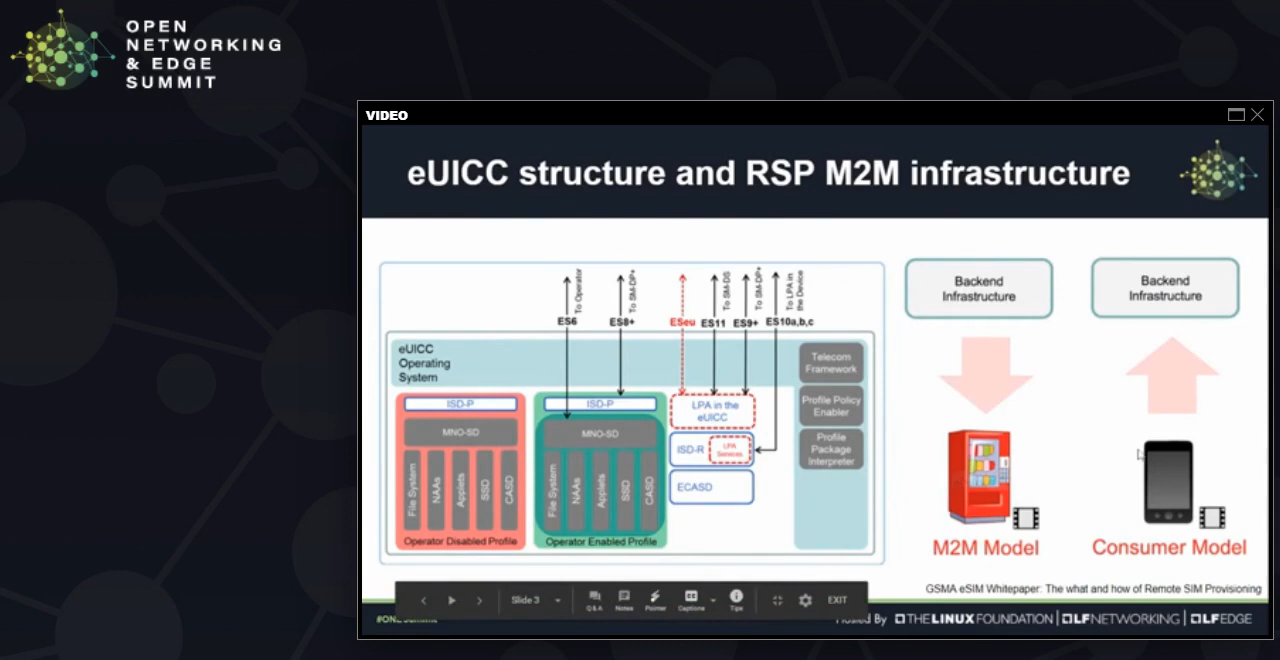 OPEN
NETWORKING
& EDGE
SUMMIT
VIDEO
eUICC structure and RSP M2M infrastructure
To Operator
To SM-DP+
To SM-DS
To SM-DP+
To LPA in
the Device
ES6
ES8+
ESeu
ES11
ES9+
ES10a,b,c
eUICC
Operating
System
Telecom
Framework
Profile Policy
Enabler
Profile
Package
Interpreter
ISD-P
MNO-SD
File System
NAAs
Applets
SSD
CASD
Operator Disabled Profile
ISD-P
MNO-SD
File System
NAAs
Applets
SSD
CASD
Operator Enabled Profile
LPA in the
eUICC
ISD-R
LPA
Services
ECASD
Backend
Infrastructure
M2M Model
Backend
Infrastructure
Consumer Model
GSMA eSIM Whitepaper: The what and how of Remote SIM Provisioning
Slide 3
Q&A
Notes
Pointer
Captions
Tips
EXIT
Hosted By THE LINUX FOUNDATION | LF NETWORKING | LF EDGE